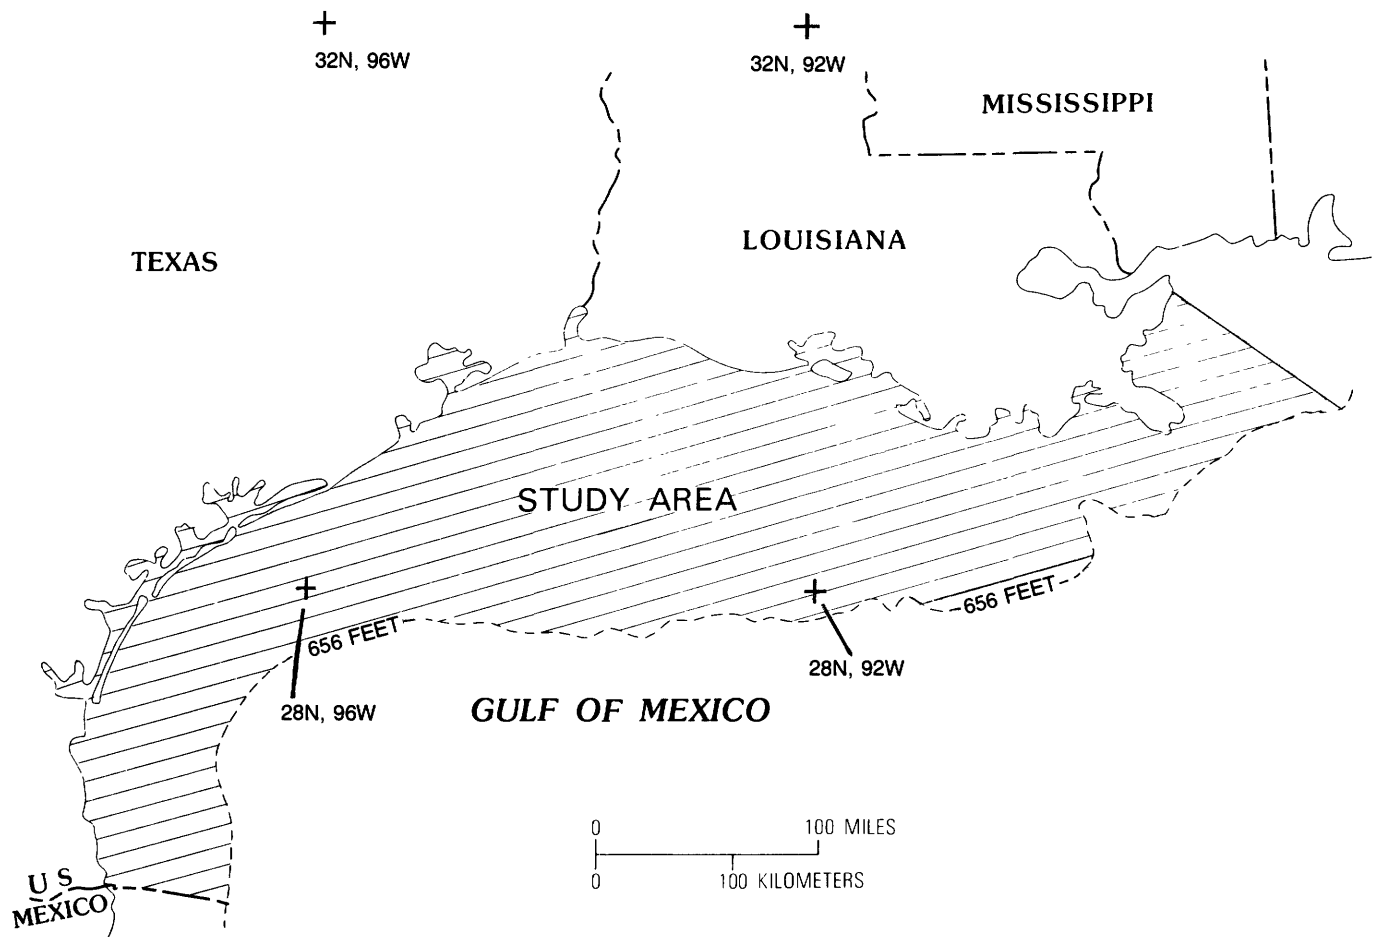 32N, 96W
32N, 92W
MISSISSIPPI
LOUISIANA
TEXAS
STUDY AREA
656 FEET
656 FEET
28N, 92W
28N, 96W
GULF OF MEXICO
0 100 MILES
0 100 KILOMETERS
U S
MEXICO